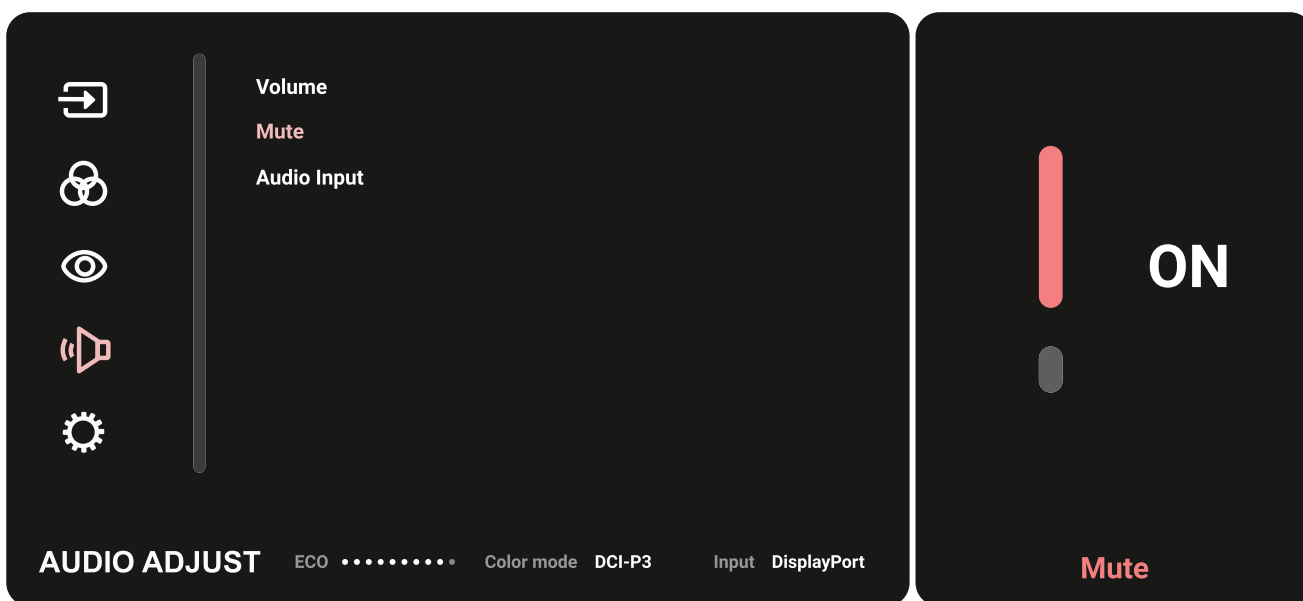 Volume
Mute
Audio Input
AUDIO ADJUST ECO Color mode DCI-P3 Input DisplayPort
ON
Mute